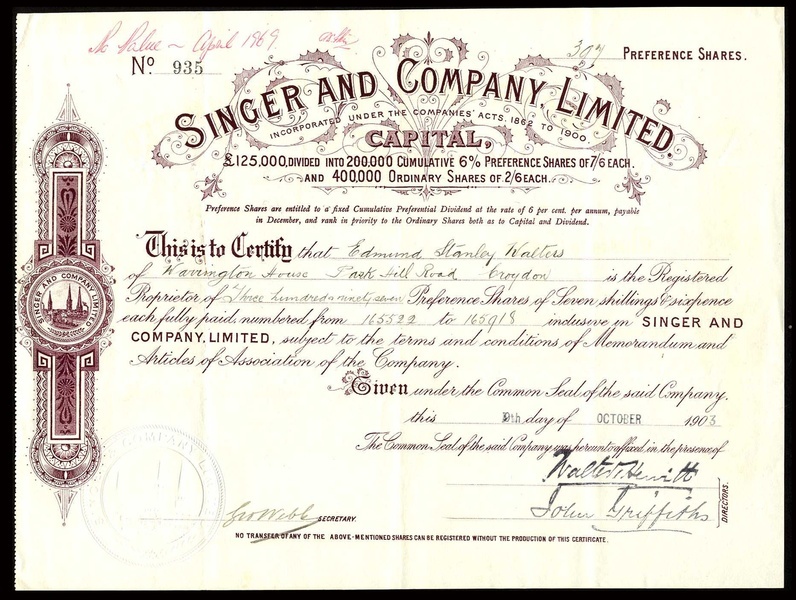 No Value ~ April 1969.
No. 935
397 PREFERENCE SHARES.
SINGER AND COMPANY, LIMITED.
INCORPORATED UNDER THE COMPANIES' ACTS. 1862 TO 1900.
CAPITAL,
£125,000, DIVIDED INTO 200,000 CUMULATIVE 6% PREFERENCE SHARES OF 7/6 EACH.
AND 400,000 ORDINARY SHARES OF 2/6 EACH.
Preference Shares are entitled to a fixed Cumulative Preferential Dividend at the rate of 6 per cent. per annum, payable
in December, and rank in priority to the Ordinary Shares both as to Capital and Dividend.
This is to Certify that Edmund Stanley Walters
of Warrington House Park Hill Road Croydon is the Registered
Proprietor of Three hundred & ninety seven Preference Shares of Seven shillings & sixpence
each fully paid, numbered from 165522 to 165918 inclusive in SINGER AND
COMPANY, LIMITED, subject to the terms and conditions of Memorandum and
Articles of Association of the Company.
Given under the Common Seal of the said Company.
this 9th day of OCTOBER 1903
The Common Seal of the said Company was hereunto affixed, in the presence of
Walter Hewitt
John Griffiths
DIRECTORS.
Geo Webb SECRETARY.
NO TRANSFER OF ANY OF THE ABOVE-MENTIONED SHARES CAN BE REGISTERED WITHOUT THE PRODUCTION OF THIS CERTIFICATE.
SINGER AND COMPANY LIMITED